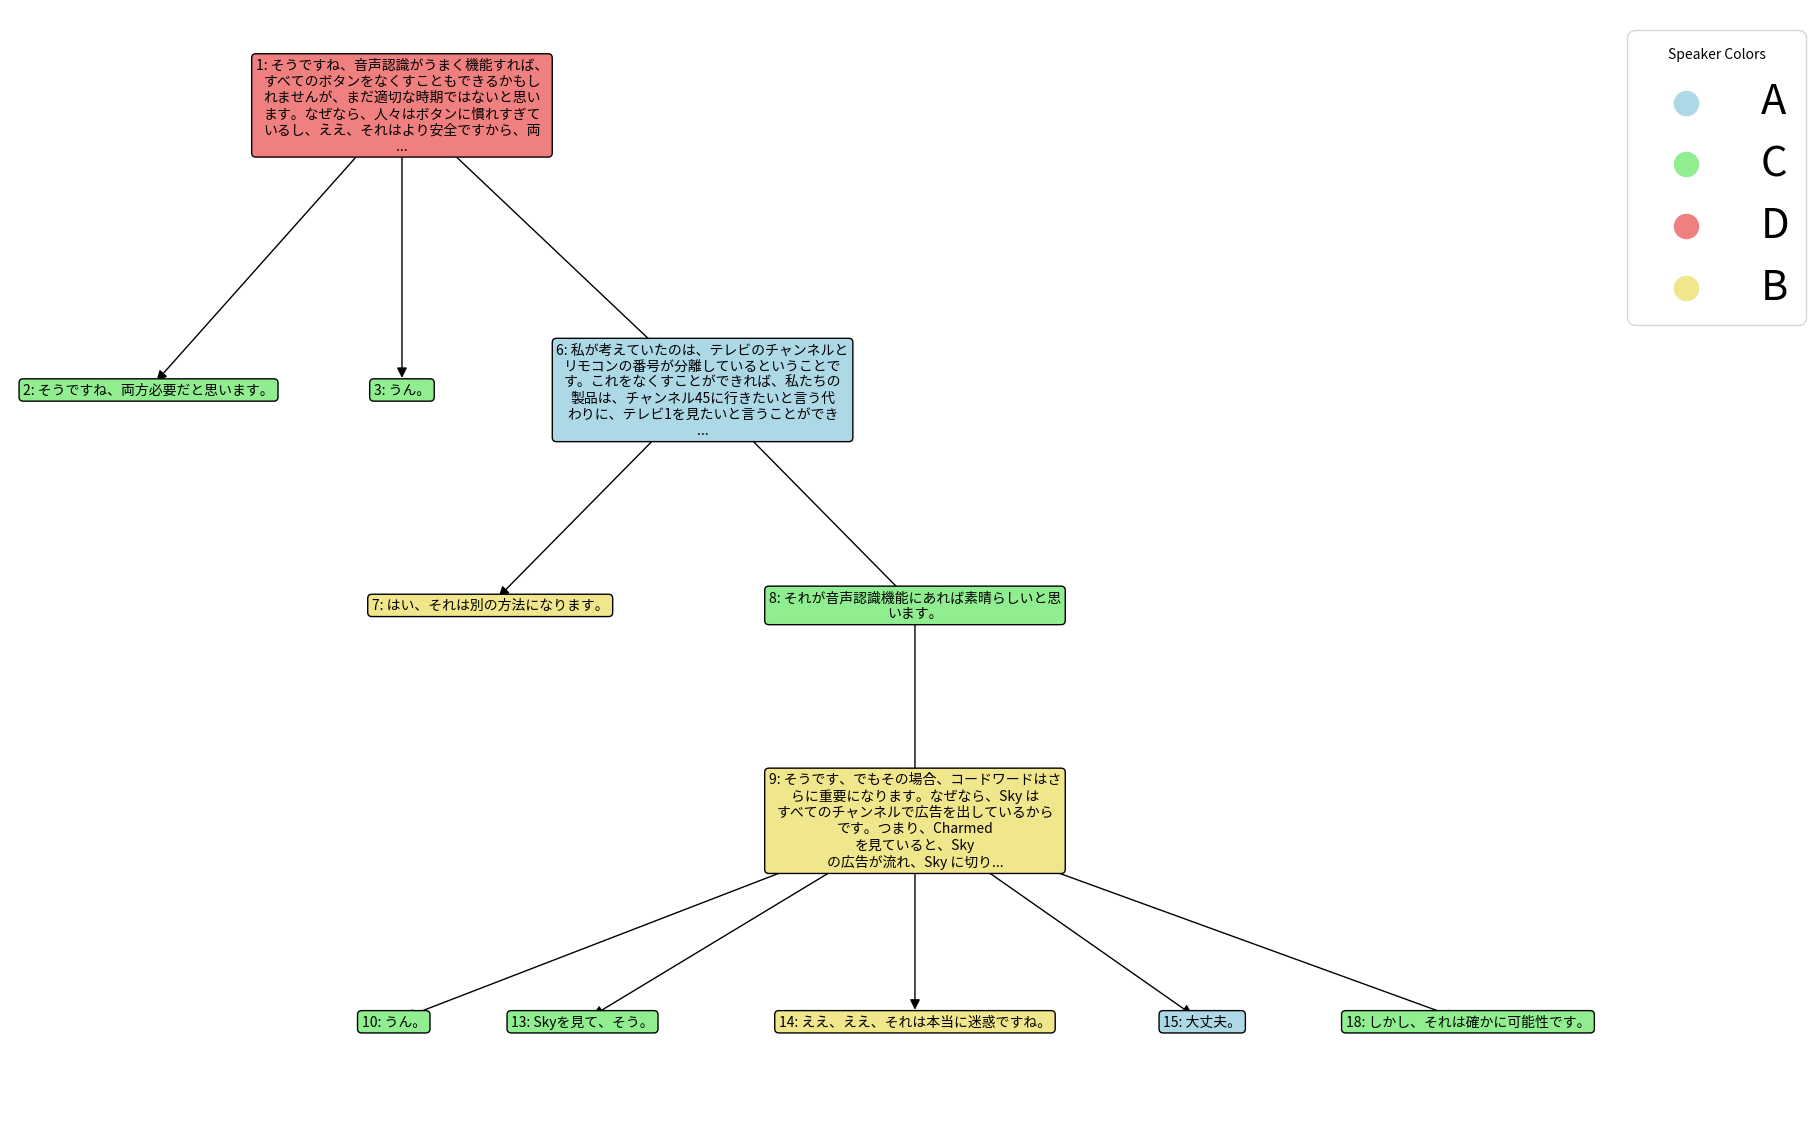 1: そうですね、音声認識がうまく機能すれば、
すべてのボタンをなくすこともできるかもし
れませんが、まだ適切な時期ではないと思い
ます。なぜなら、人々はボタンに慣れすぎて
いるし、ええ、それはより安全ですから、両
...
2: そうですね、両方必要だと思います。
3: うん。
6: 私が考えていたのは、テレビのチャンネルと
リモコンの番号が分離しているということで
す。これをなくすことができれば、私たちの
製品は、チャンネル45に行きたいと言う代
わりに、テレビ1を見たいと言うことができ
...
7: はい、それは別の方法になります。
8: それが音声認識機能にあれば素晴らしいと思
います。
9: そうです、でもその場合、コードワードはさ
らに重要になります。なぜなら、Sky は
すべてのチャンネルで広告を出しているから
です。つまり、Charmed
を見ていると、Sky
の広告が流れ、Sky に切り...
10: うん。
13: Skyを見て、そう。
14: ええ、ええ、それは本当に迷惑ですね。
15: 大丈夫。
18: しかし、それは確かに可能性です。
Speaker Colors
A
C
D
B